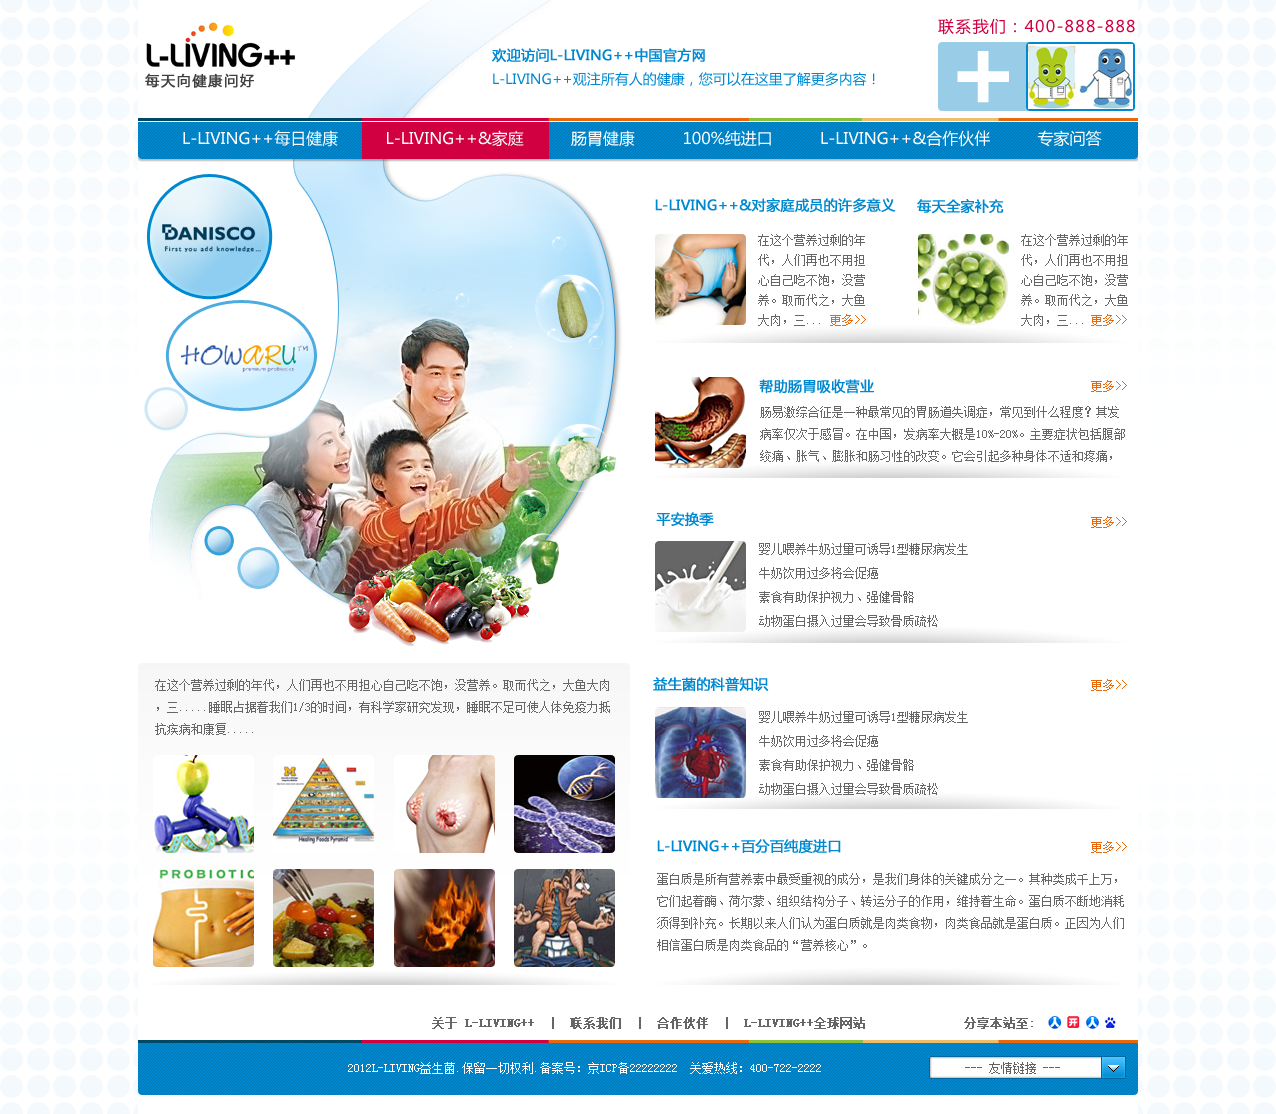 L-LIVING++
每天向健康问好
欢迎访问L-LIVING++中国官方网
L-LIVING++观注所有人的健康，您可以在这里了解更多内容！
联系我们：400-888-888
L-LIVING++每日健康 L-LIVING++&家庭 肠胃健康 100%纯进口 L-LIVING++&合作伙伴 专家问答
DANISCO
First you add knowledge...
HOWARU™
premium probiotics
L-LIVING++&对家庭成员的许多意义
在这个营养过剩的年
代，人们再也不用担
心自己吃不饱，没营
养。取而代之，大鱼
大肉，三... 更多>>
每天全家补充
在这个营养过剩的年
代，人们再也不用担
心自己吃不饱，没营
养。取而代之，大鱼
大肉，三... 更多>>
帮助肠胃吸收营业 更多>>
肠易激综合征是一种最常见的胃肠道失调症，常见到什么程度？其发
病率仅次于感冒。在中国，发病率大概是10%-20%。主要症状包括腹部
绞痛、胀气、膨胀和肠习性的改变。它会引起多种身体不适和疼痛，
平安换季 更多>>
婴儿喂养牛奶过量可诱导1型糖尿病发生
牛奶饮用过多将会促癌
素食有助保护视力、强健骨骼
动物蛋白摄入过量会导致骨质疏松
益生菌的科普知识 更多>>
婴儿喂养牛奶过量可诱导1型糖尿病发生
牛奶饮用过多将会促癌
素食有助保护视力、强健骨骼
动物蛋白摄入过量会导致骨质疏松
L-LIVING++百分百纯度进口 更多>>
蛋白质是所有营养素中最受重视的成分，是我们身体的关键成分之一。其种类成千上万，
它们起着酶、荷尔蒙、组织结构分子、转运分子的作用，维持着生命。蛋白质不断地消耗
须得到补充。长期以来人们认为蛋白质就是肉类食物，肉类食品就是蛋白质。正因为人们
相信蛋白质是肉类食品的“营养核心”。
在这个营养过剩的年代，人们再也不用担心自己吃不饱，没营养。取而代之，大鱼大肉
，三.....睡眠占据着我们1/3的时间，有科学家研究发现，睡眠不足可使人体免疫力抵
抗疾病和康复.....
M
Healing Foods Pyramid
PROBIOTIC
关于 L-LIVING++ | 联系我们 | 合作伙伴 | L-LIVING++全球网站
分享本站至：
2012L-LIVING益生菌.保留一切权利.备案号：京ICP备22222222 关爱热线：400-722-2222
--- 友情链接 ---